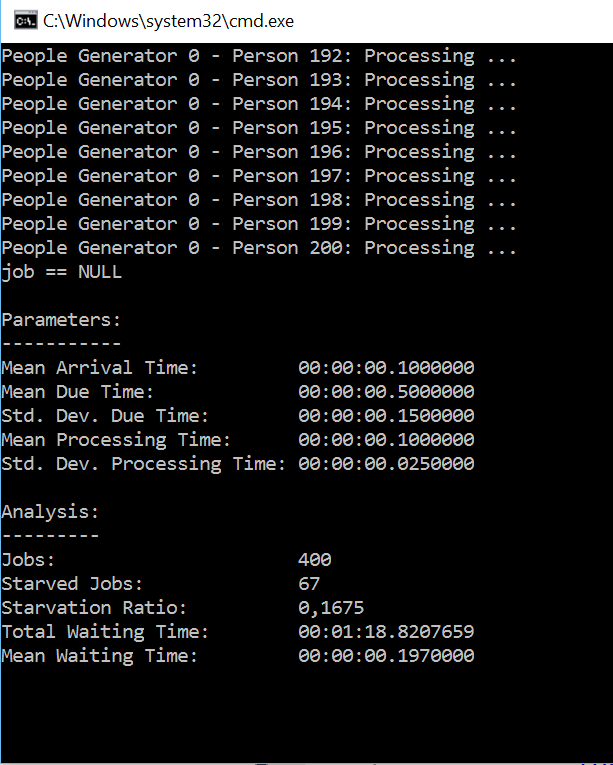 C:\Windows\system32\cmd.exe
People Generator 0 - Person 192: Processing ...
People Generator 0 - Person 193: Processing ...
People Generator 0 - Person 194: Processing ...
People Generator 0 - Person 195: Processing ...
People Generator 0 - Person 196: Processing ...
People Generator 0 - Person 197: Processing ...
People Generator 0 - Person 198: Processing ...
People Generator 0 - Person 199: Processing ...
People Generator 0 - Person 200: Processing ...
job == NULL
Parameters:
-----------
Mean Arrival Time: 00:00:00.1000000
Mean Due Time: 00:00:00.5000000
Std. Dev. Due Time: 00:00:00.1500000
Mean Processing Time: 00:00:00.1000000
Std. Dev. Processing Time: 00:00:00.0250000
Analysis:
---------
Jobs: 400
Starved Jobs: 67
Starvation Ratio: 0,1675
Total Waiting Time: 00:01:18.8207659
Mean Waiting Time: 00:00:00.1970000